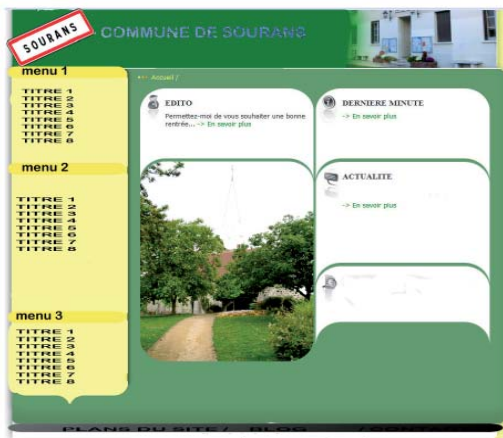 SOURANS
COMMUNE DE SOURANS
menu 1
TITRE 1
TITRE 2
TITRE 3
TITRE 4
TITRE 5
TITRE 6
TITRE 7
TITRE 8
menu 2
TITRE 1
TITRE 2
TITRE 3
TITRE 4
TITRE 5
TITRE 6
TITRE 7
TITRE 8
menu 3
TITRE 1
TITRE 2
TITRE 3
TITRE 4
TITRE 5
TITRE 6
TITRE 7
TITRE 8
Accueil /
EDITO
Permettez-moi de vous souhaiter une bonne
rentrée... -> En savoir plus
DERNIERE MINUTE
-> En savoir plus
ACTUALITE
-> En savoir plus
PLANS DU SITE / BLOG / CONTA